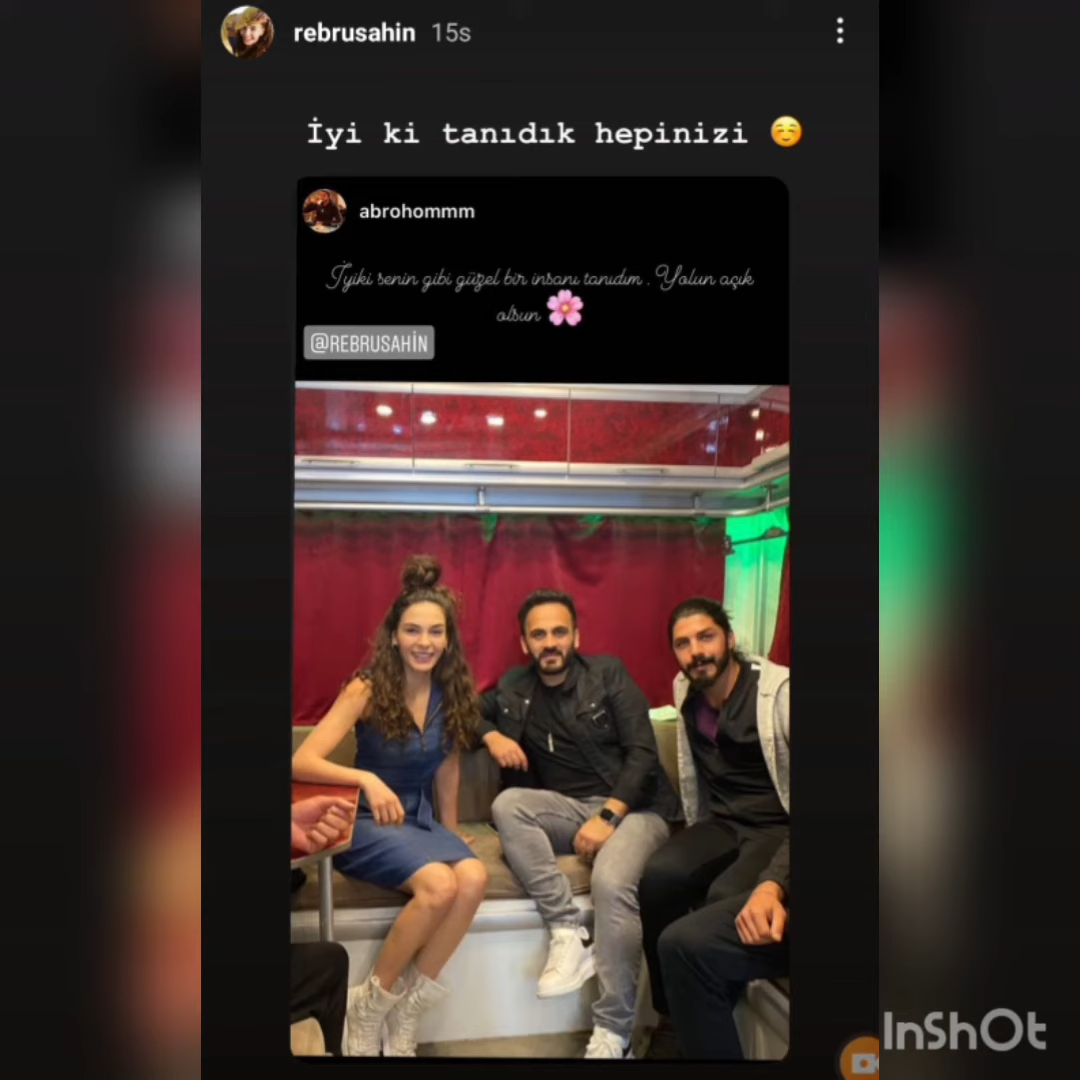 rebrusahin 15s
İyi ki tanıdık hepinizi ☺️
abrohommm
İyiki senin gibi güzel bir insanı tanıdım . Yolun açık
olsun 🌸
@REBRUSAHİN
InShOt